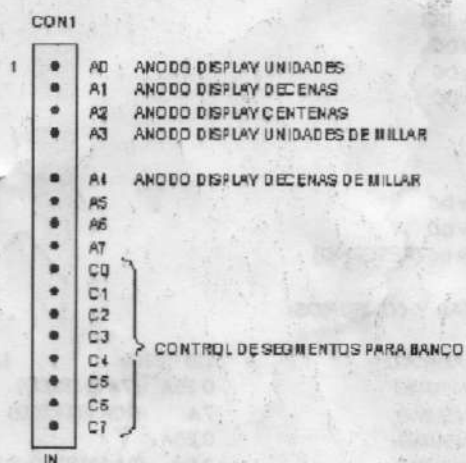 CON1
1 A0 ANODO DISPLAY UNIDADES
A1 ANODO DISPLAY DECENAS
A2 ANODO DISPLAY CENTENAS
A3 ANODO DISPLAY UNIDADES DE MILLAR
A4 ANODO DISPLAY DECENAS DE MILLAR
A5
A6
A7
C0
C1
C2
C3
C4 CONTROL DE SEGMENTOS PARA BANCO
C5
C6
C7
IN